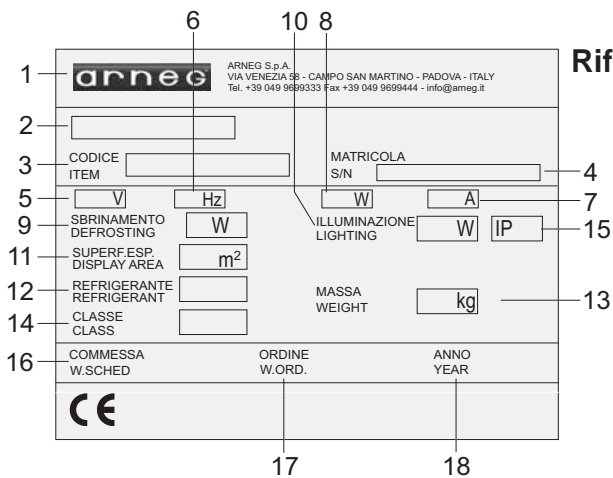 6
10
8
Rif
1
arneg
ARNEG S.p.A.
VIA VENEZIA 58 - CAMPO SAN MARTINO - PADOVA - ITALY
Tel. +39 049 9699333 Fax +39 049 9699444 - info@arneg.it
2
3
CODICE
ITEM
MATRICOLA
S/N
4
5
V
Hz
W
A
7
9
SBRINAMENTO
DEFROSTING
W
ILLUMINAZIONE
LIGHTING
W
IP
15
11
SUPERF.ESP.
DISPLAY AREA
m²
12
REFRIGERANTE
REFRIGERANT
MASSA
WEIGHT
kg
13
14
CLASSE
CLASS
16
COMMESSA
W.SCHED
ORDINE
W.ORD.
ANNO
YEAR
CE
17
18